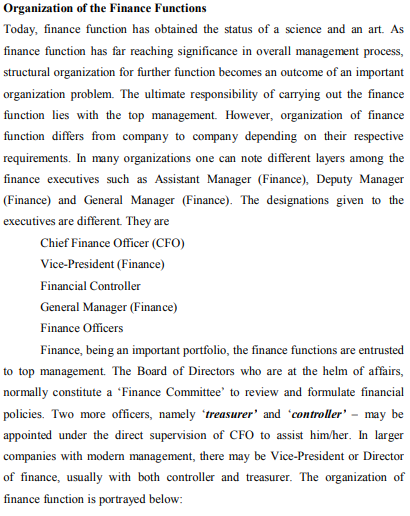 Organization of the Finance Functions
Today, finance function has obtained the status of a science and an art. As
finance function has far reaching significance in overall management process,
structural organization for further function becomes an outcome of an important
organization problem. The ultimate responsibility of carrying out the finance
function lies with the top management. However, organization of finance
function differs from company to company depending on their respective
requirements. In many organizations one can note different layers among the
finance executives such as Assistant Manager (Finance), Deputy Manager
(Finance) and General Manager (Finance). The designations given to the
executives are different. They are
Chief Finance Officer (CFO)
Vice-President (Finance)
Financial Controller
General Manager (Finance)
Finance Officers
Finance, being an important portfolio, the finance functions are entrusted
to top management. The Board of Directors who are at the helm of affairs,
normally constitute a ‘Finance Committee’ to review and formulate financial
policies. Two more officers, namely ‘treasurer’ and ‘controller’ – may be
appointed under the direct supervision of CFO to assist him/her. In larger
companies with modern management, there may be Vice-President or Director
of finance, usually with both controller and treasurer. The organization of
finance function is portrayed below: